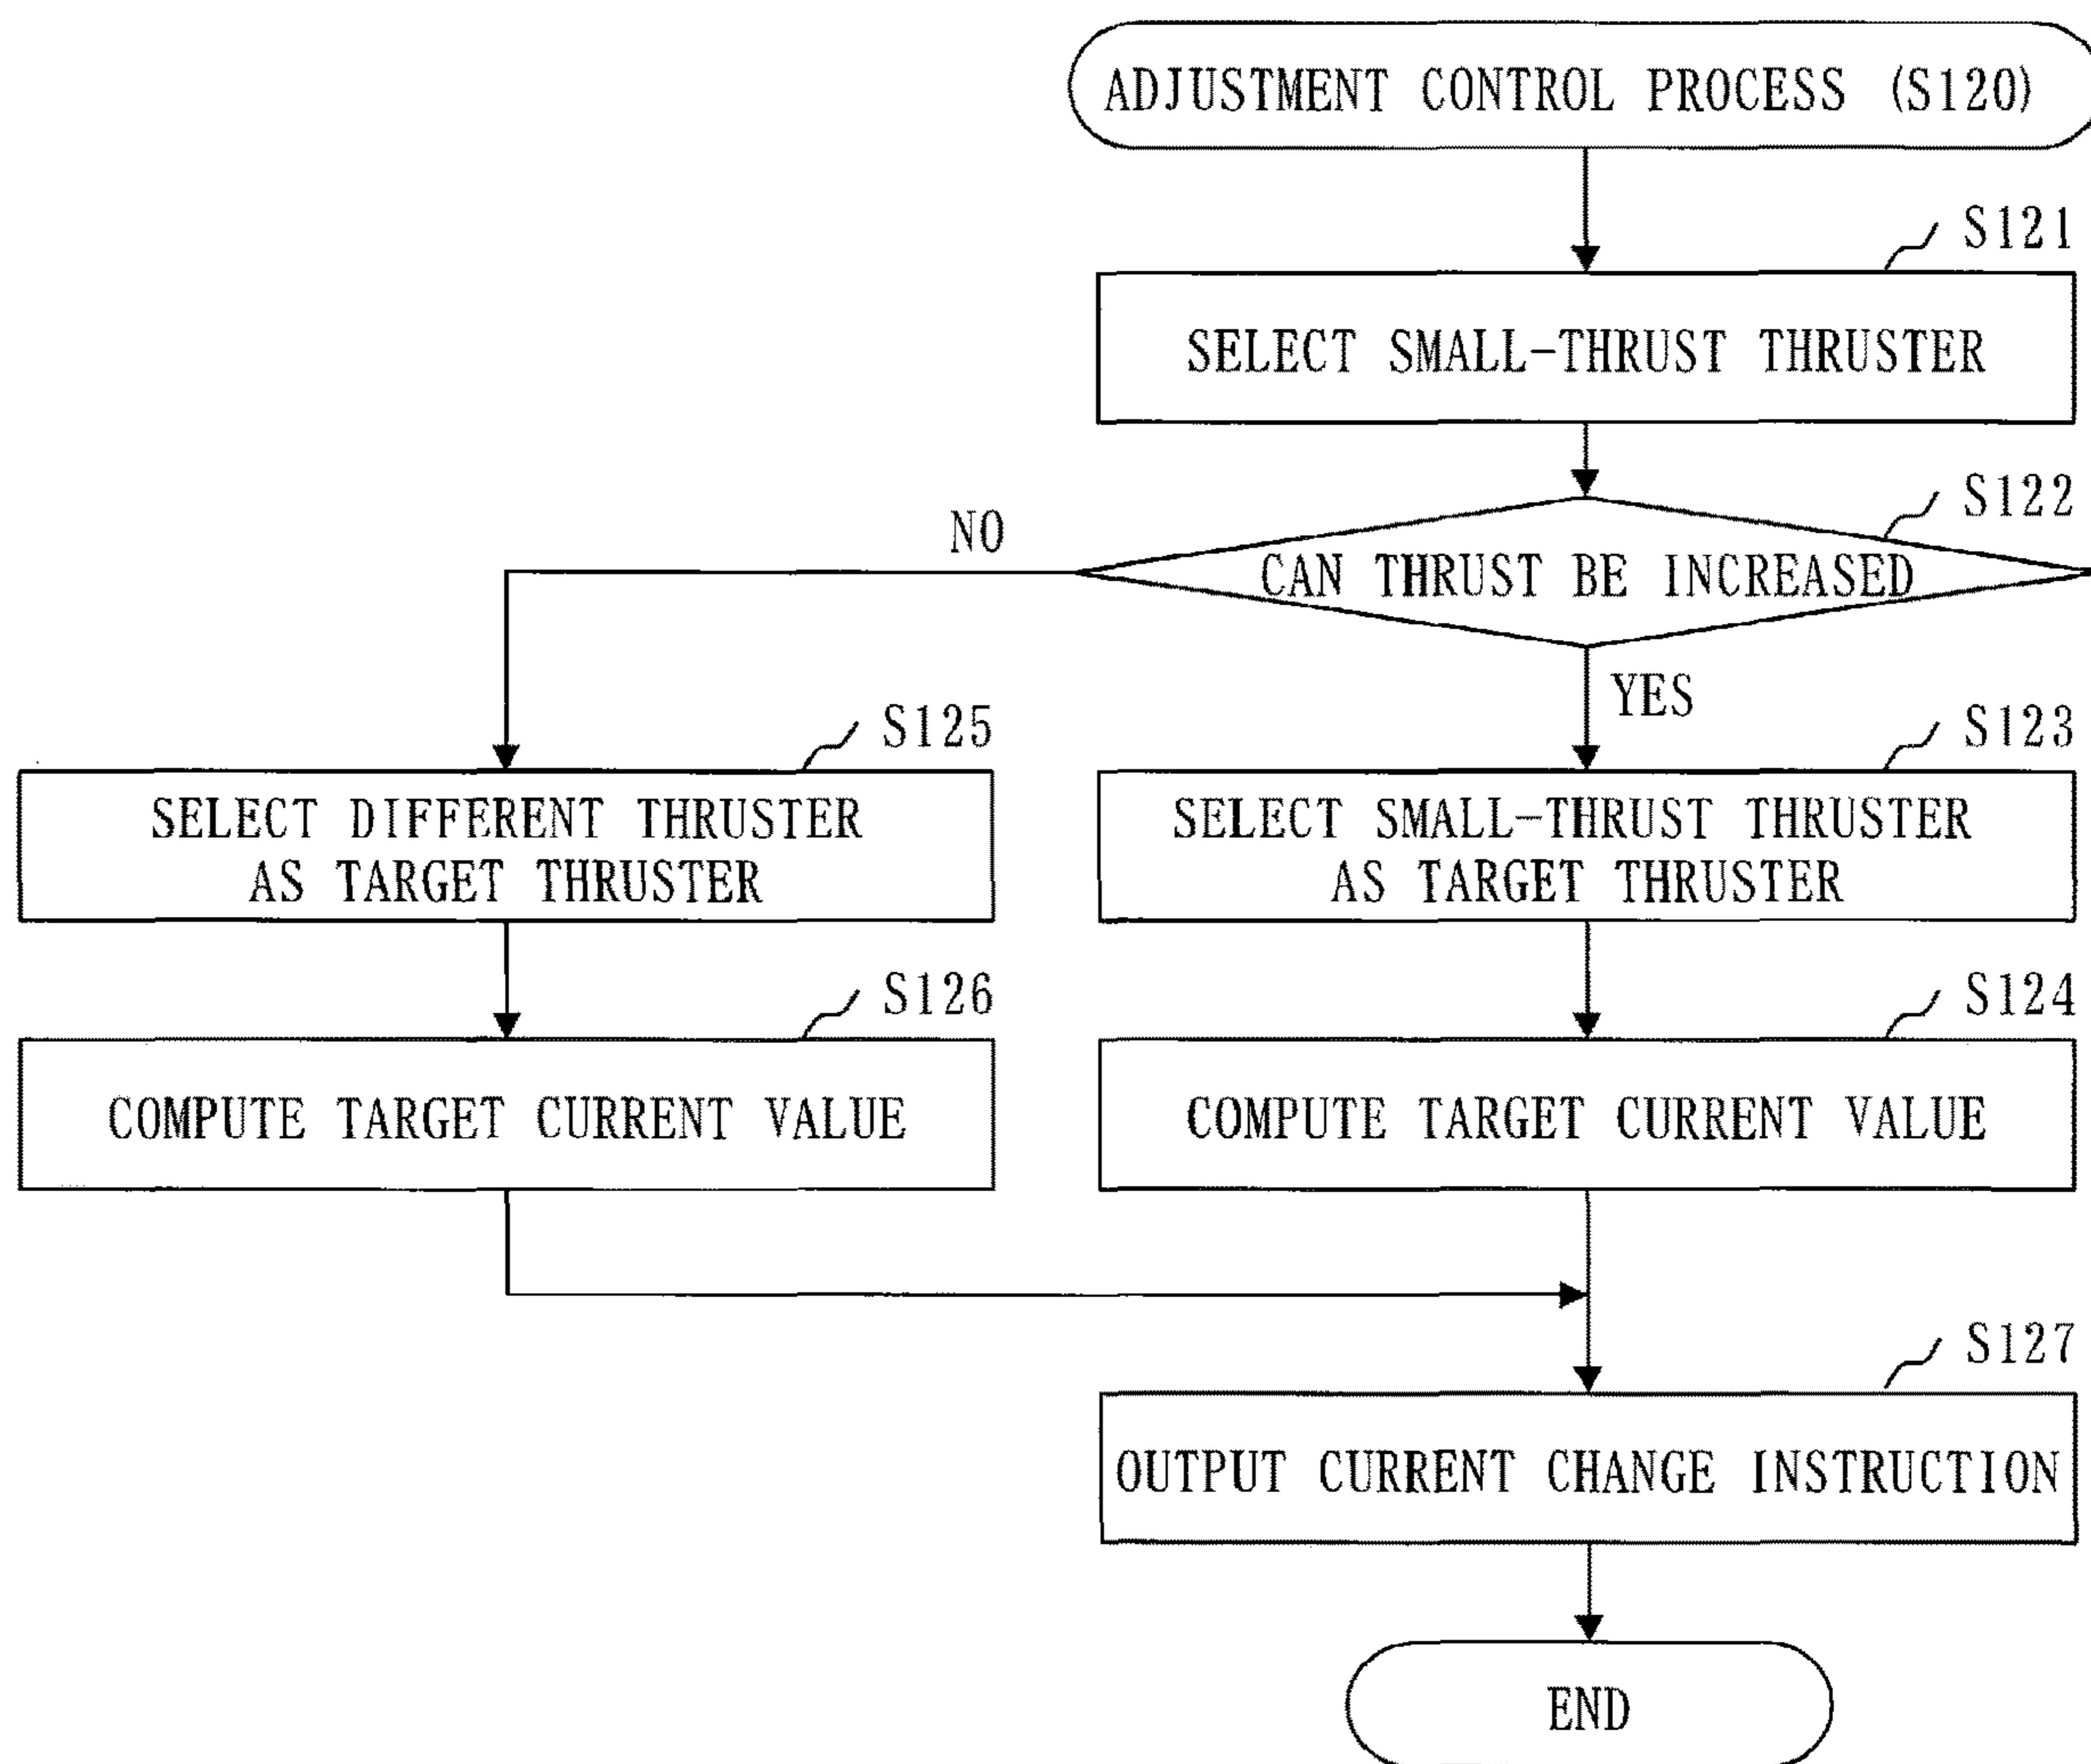 ADJUSTMENT CONTROL PROCESS (S120)
S121
SELECT SMALL-THRUST THRUSTER
S122
CAN THRUST BE INCREASED
NO
YES
S125
SELECT DIFFERENT THRUSTER
AS TARGET THRUSTER
S123
SELECT SMALL-THRUST THRUSTER
AS TARGET THRUSTER
S126
COMPUTE TARGET CURRENT VALUE
S124
COMPUTE TARGET CURRENT VALUE
S127
OUTPUT CURRENT CHANGE INSTRUCTION
END